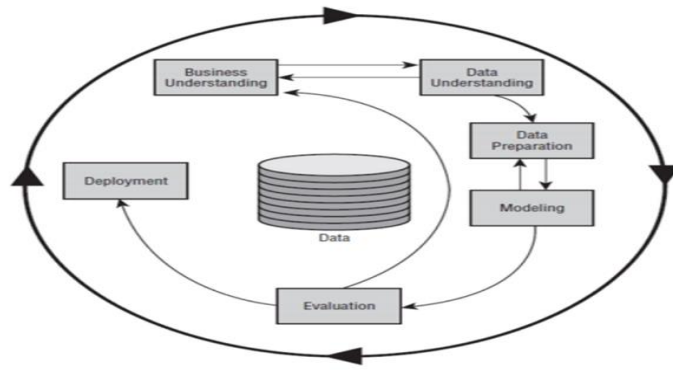 Business
Understanding
Data
Understanding
Data
Preparation
Deployment
Modeling
Data
Evaluation